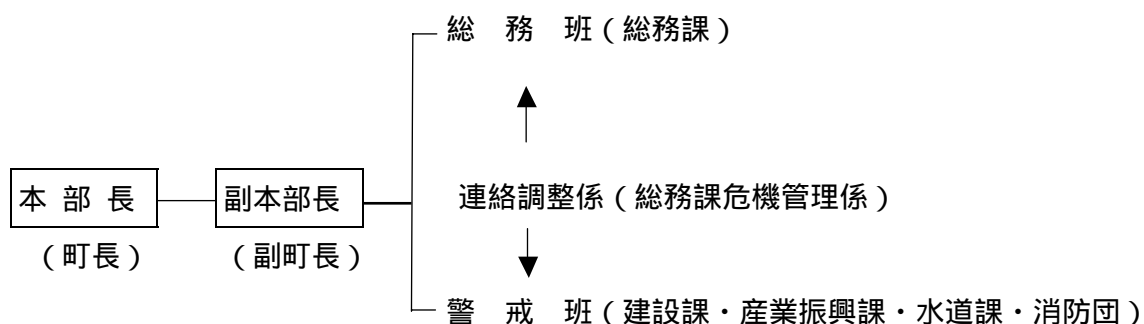 総　務　班（総務課）
本 部 長
副本部長
連絡調整係（総務課危機管理係）
（町長）
（副町長）
警　戒　班（建設課・産業振興課・水道課・消防団）